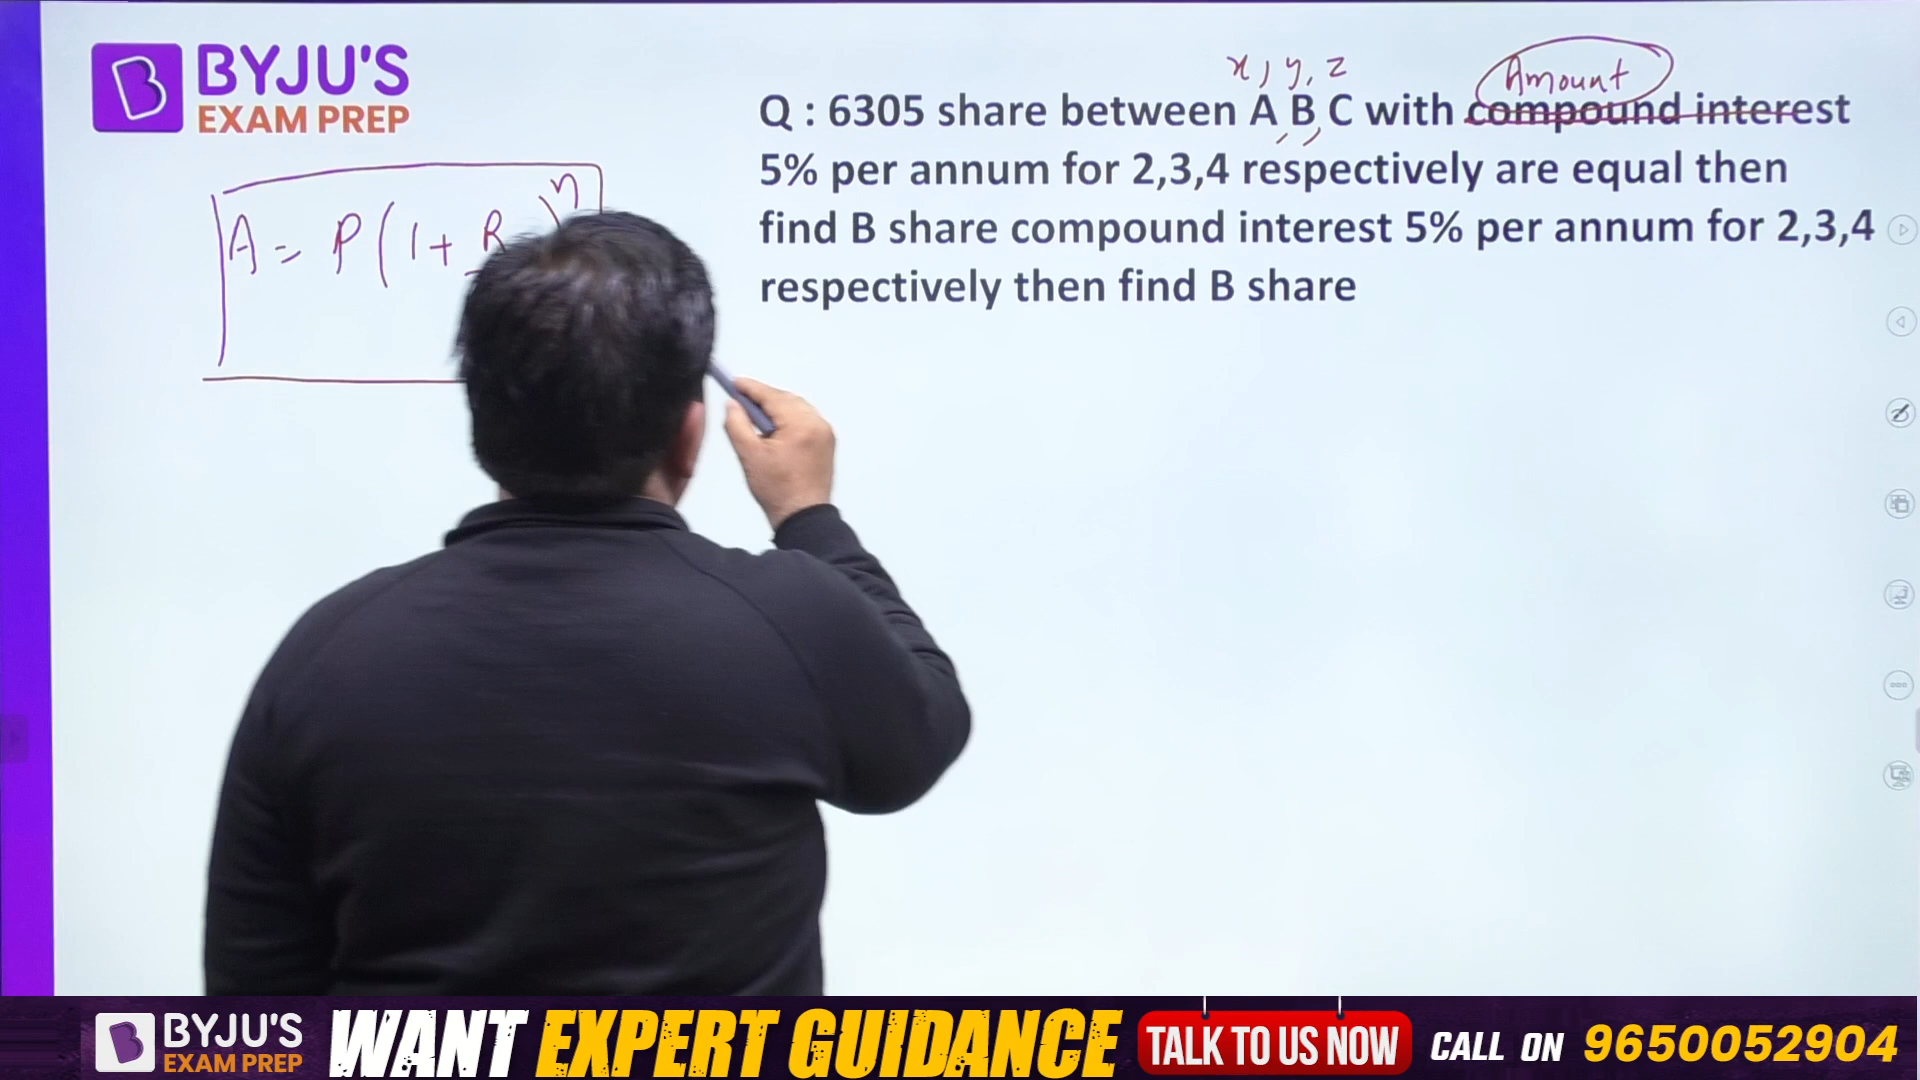 BYJU'S
EXAM PREP
x, y, z
Amount
Q : 6305 share between A, B, C with compound interest
5% per annum for 2,3,4 respectively are equal then
find B share compound interest 5% per annum for 2,3,4
respectively then find B share
A = P(1+R )n
BYJU'S
EXAM PREP
WANT EXPERT GUIDANCE
TALK TO US NOW
CALL ON 9650052904